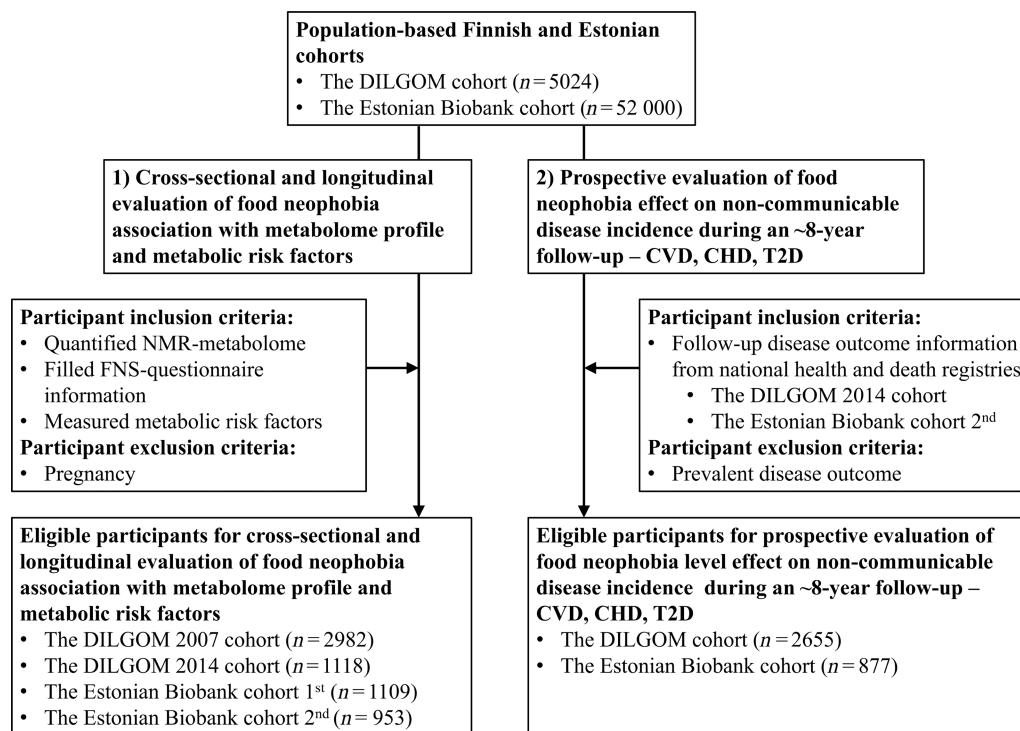 Population-based Finnish and Estonian
cohorts
• The DILGOM cohort (n = 5024)
• The Estonian Biobank cohort (n = 52 000)
1) Cross-sectional and longitudinal
evaluation of food neophobia
association with metabolome profile
and metabolic risk factors
2) Prospective evaluation of food
neophobia effect on non-communicable
disease incidence during an ~8-year
follow-up – CVD, CHD, T2D
Participant inclusion criteria:
• Quantified NMR-metabolome
• Filled FNS-questionnaire
information
• Measured metabolic risk factors
Participant exclusion criteria:
• Pregnancy
Participant inclusion criteria:
• Follow-up disease outcome information
from national health and death registries
• The DILGOM 2014 cohort
• The Estonian Biobank cohort 2nd
Participant exclusion criteria:
• Prevalent disease outcome
Eligible participants for cross-sectional and
longitudinal evaluation of food neophobia
association with metabolome profile and
metabolic risk factors
• The DILGOM 2007 cohort (n = 2982)
• The DILGOM 2014 cohort (n = 1118)
• The Estonian Biobank cohort 1st (n = 1109)
• The Estonian Biobank cohort 2nd (n = 953)
Eligible participants for prospective evaluation of
food neophobia level effect on non-communicable
disease incidence during an ~8-year follow-up –
CVD, CHD, T2D
• The DILGOM cohort (n = 2655)
• The Estonian Biobank cohort (n = 877)